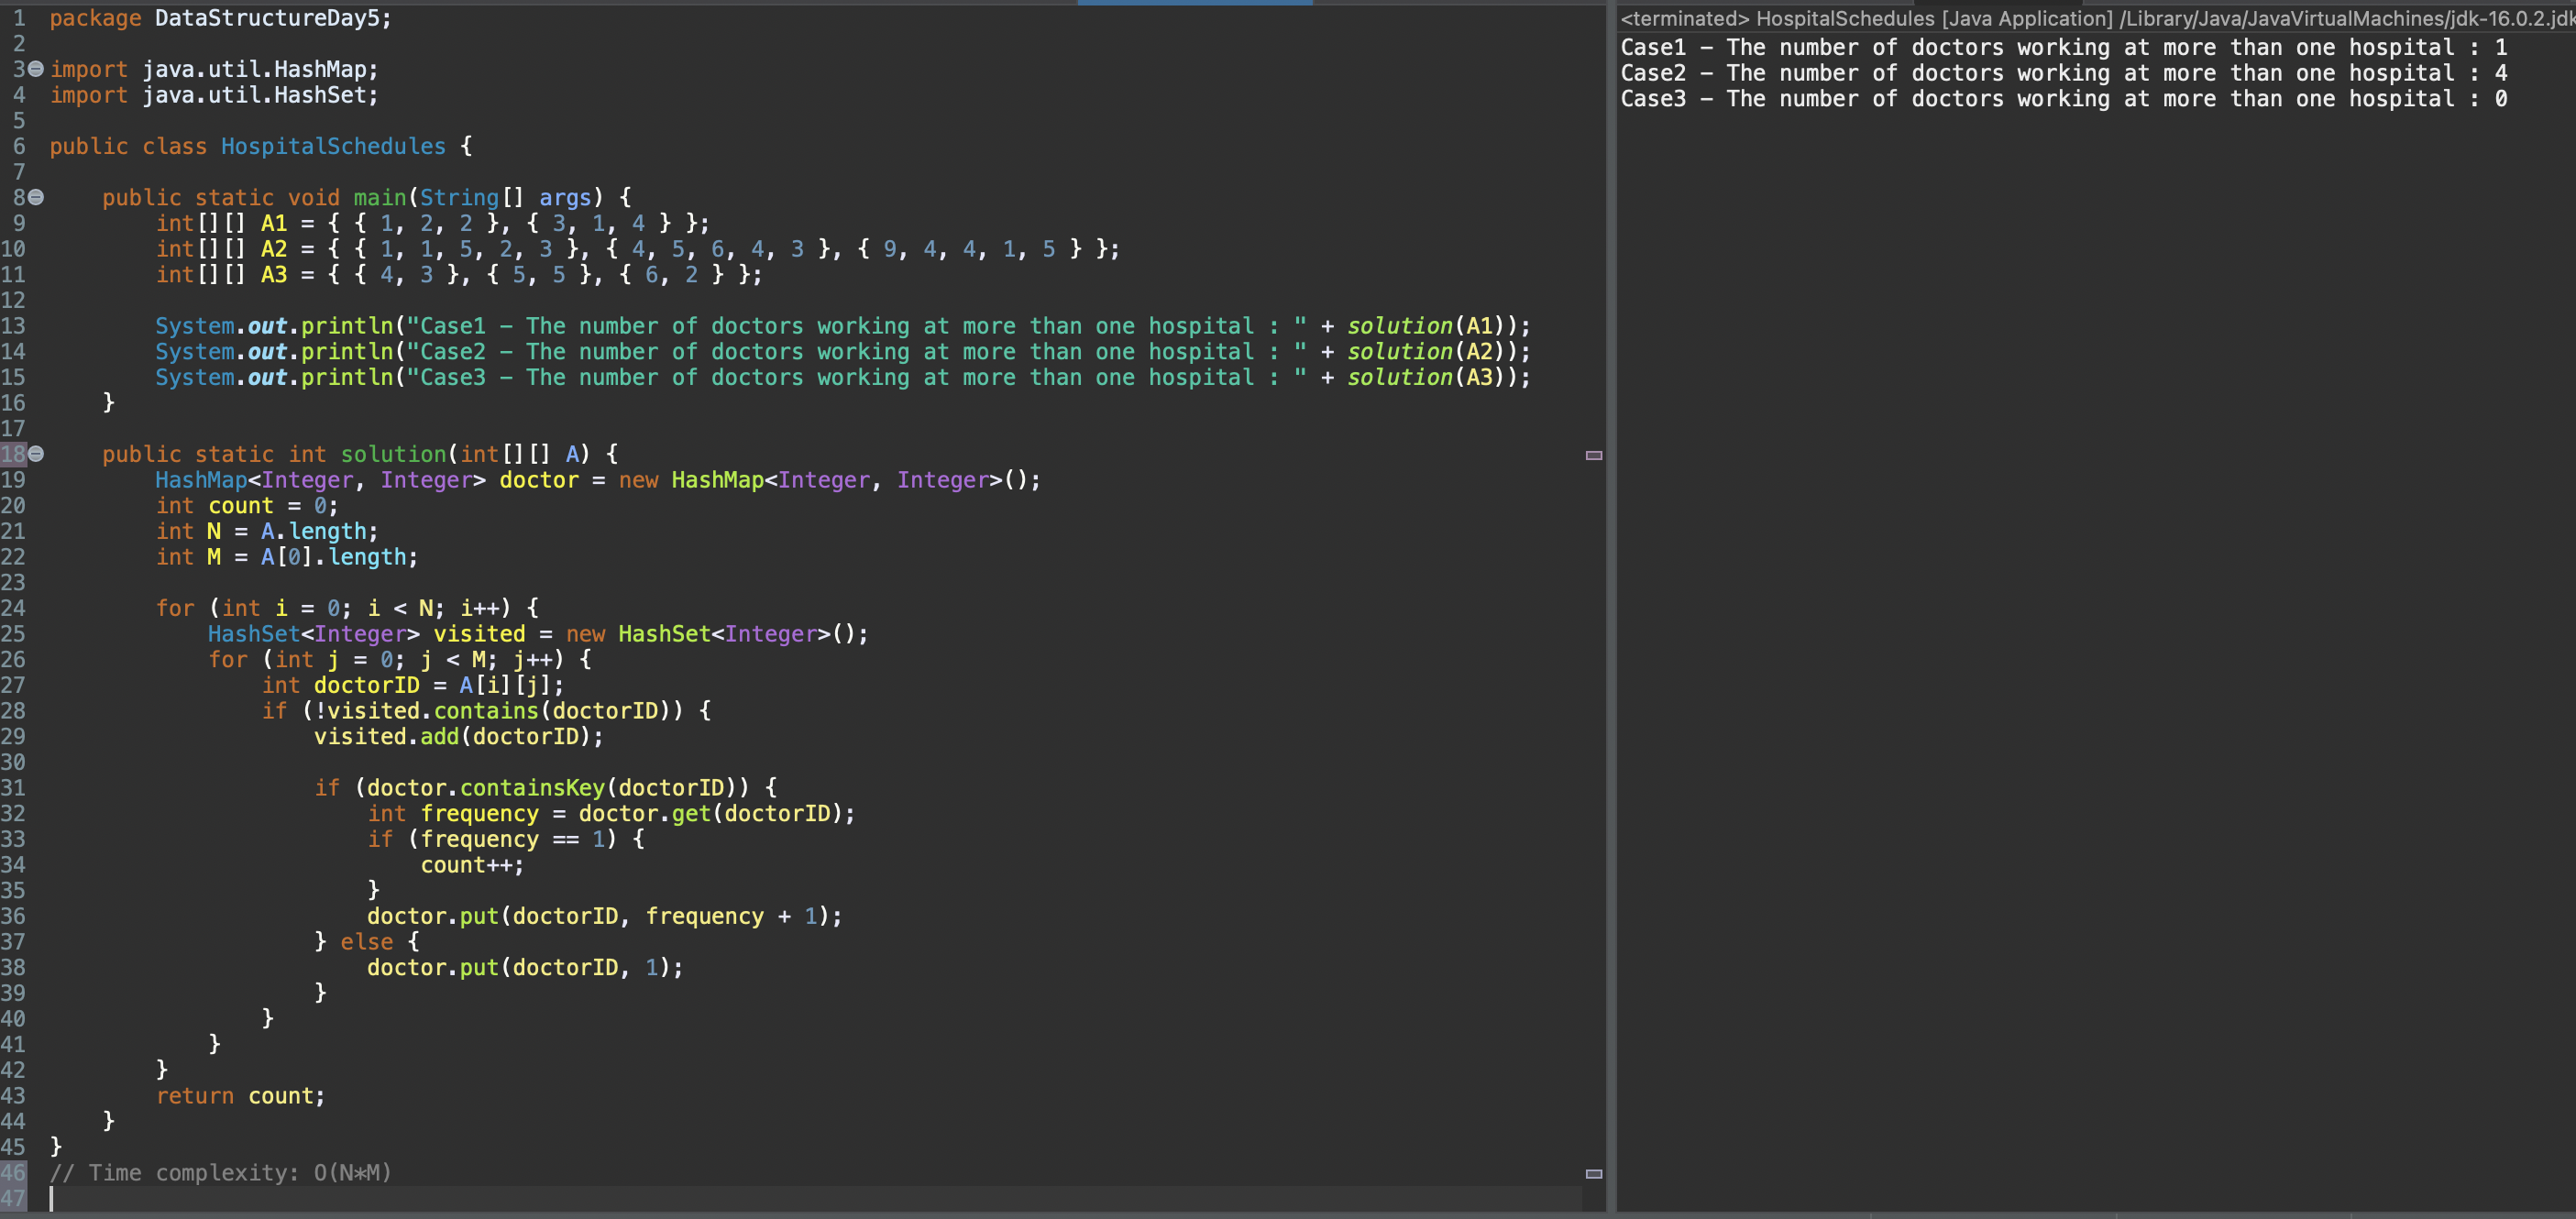 1 package DataStructureDay5;
2
3 import java.util.HashMap;
4 import java.util.HashSet;
5
6 public class HospitalSchedules {
7
8     public static void main(String[] args) {
9         int[][] A1 = { { 1, 2, 2 }, { 3, 1, 4 } };
10         int[][] A2 = { { 1, 1, 5, 2, 3 }, { 4, 5, 6, 4, 3 }, { 9, 4, 4, 1, 5 } };
11         int[][] A3 = { { 4, 3 }, { 5, 5 }, { 6, 2 } };
12
13         System.out.println("Case1 – The number of doctors working at more than one hospital : " + solution(A1));
14         System.out.println("Case2 – The number of doctors working at more than one hospital : " + solution(A2));
15         System.out.println("Case3 – The number of doctors working at more than one hospital : " + solution(A3));
16     }
17
18     public static int solution(int[][] A) {
19         HashMap<Integer, Integer> doctor = new HashMap<Integer, Integer>();
20         int count = 0;
21         int N = A.length;
22         int M = A[0].length;
23
24         for (int i = 0; i < N; i++) {
25             HashSet<Integer> visited = new HashSet<Integer>();
26             for (int j = 0; j < M; j++) {
27                 int doctorID = A[i][j];
28                 if (!visited.contains(doctorID)) {
29                     visited.add(doctorID);
30
31                     if (doctor.containsKey(doctorID)) {
32                         int frequency = doctor.get(doctorID);
33                         if (frequency == 1) {
34                             count++;
35                         }
36                         doctor.put(doctorID, frequency + 1);
37                     } else {
38                         doctor.put(doctorID, 1);
39                     }
40                 }
41             }
42         }
43         return count;
44     }
45 }
46 // Time complexity: O(N*M)
47
<terminated> HospitalSchedules [Java Application] /Library/Java/JavaVirtualMachines/jdk-16.0.2.jdk
Case1 – The number of doctors working at more than one hospital : 1
Case2 – The number of doctors working at more than one hospital : 4
Case3 – The number of doctors working at more than one hospital : 0